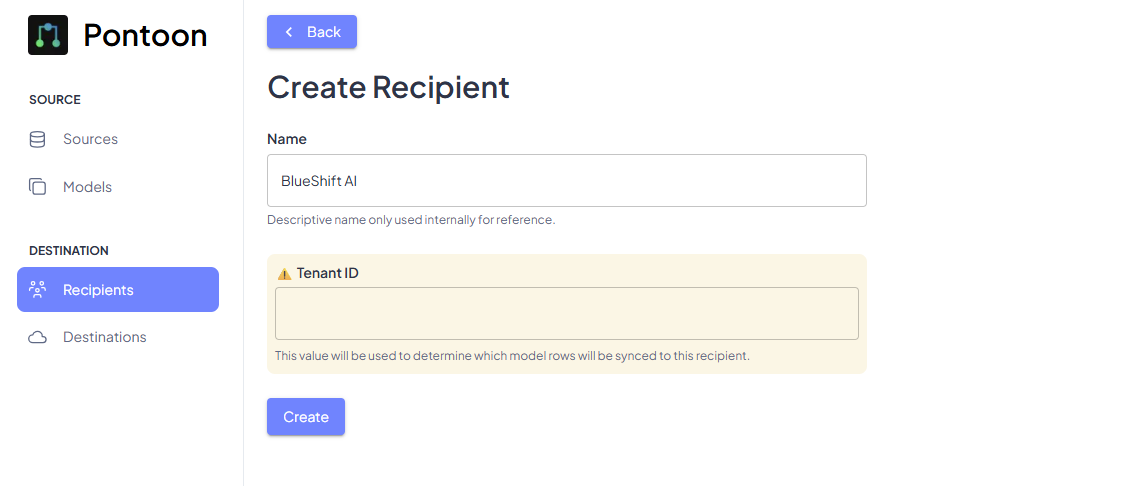 Pontoon
SOURCE
Sources
Models
DESTINATION
Recipients
Destinations
Back
Create Recipient
Name
BlueShift AI
Descriptive name only used internally for reference.
Tenant ID
This value will be used to determine which model rows will be synced to this recipient.
Create